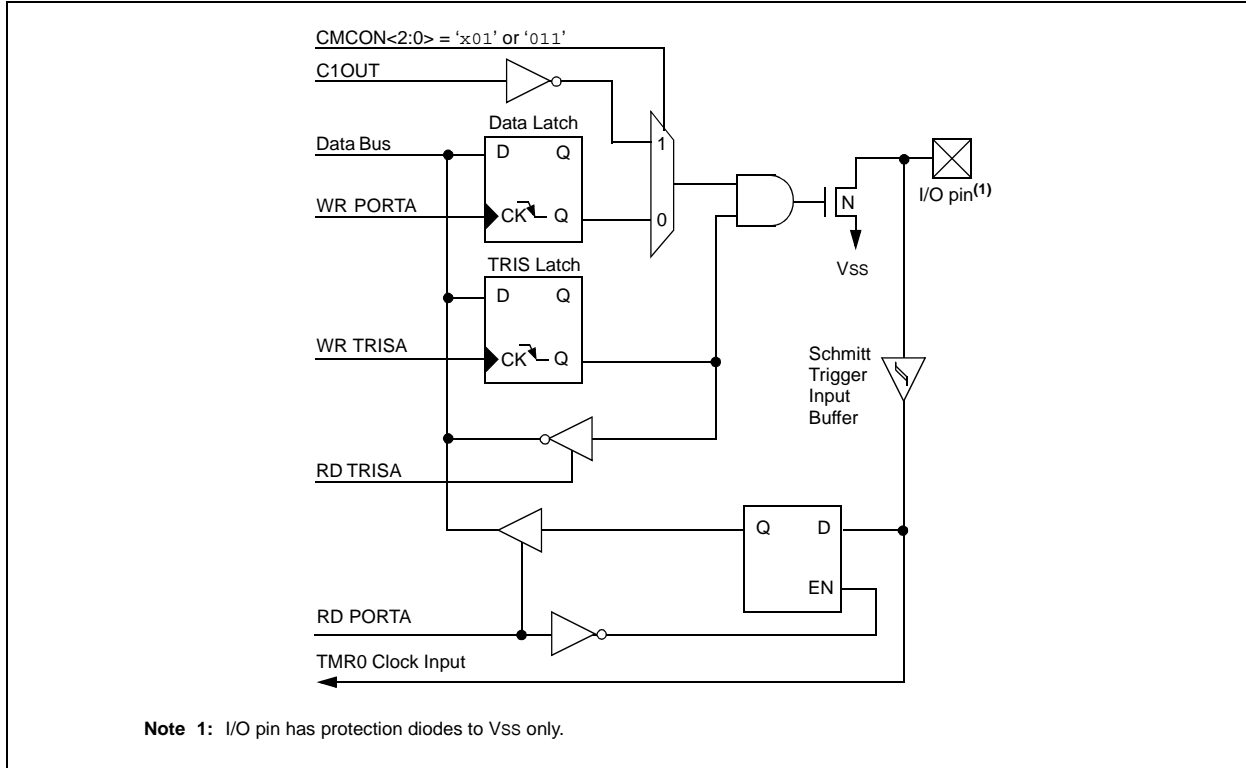 CMCON<2:0> = ‘x01’ or ‘011’
C1OUT
Data Latch
Data Bus
D Q
1
WR PORTA
CK Q
0
N
I/O pin(1)
VSS
TRIS Latch
D Q
WR TRISA
CK Q
Schmitt
Trigger
Input
Buffer
RD TRISA
Q D
EN
RD PORTA
TMR0 Clock Input
Note 1: I/O pin has protection diodes to VSS only.